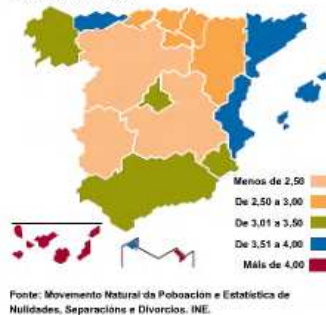 Menos de 2,50
De 2,50 a 3,00
De 3,01 a 3,50
De 3,51 a 4,00
Máis de 4,00
Fonte: Movemento Natural da Poboación e Estatística de
Nulidades, Separacións e Divorcios. INE.